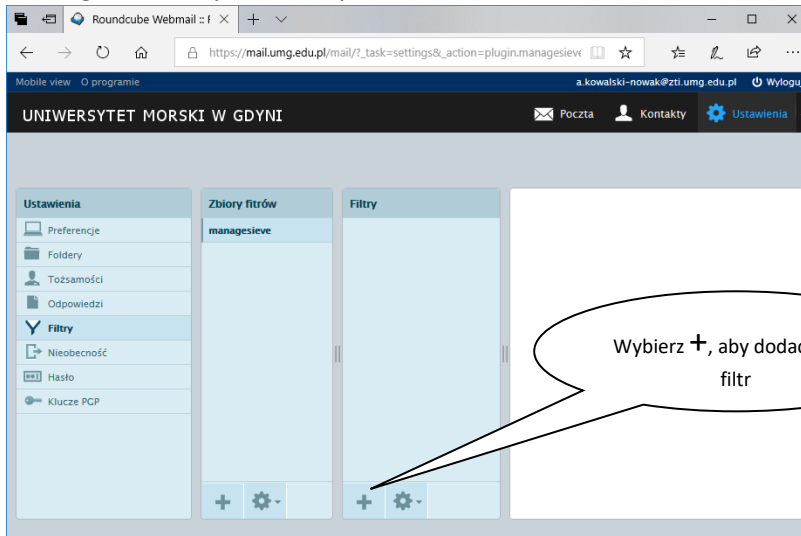 Roundcube Webmail :: F
https://mail.umg.edu.pl/mail/?_task=settings&_action=plugin.managesieve
Mobile view O programie
a.kowalski-nowak@zti.umg.edu.pl Wyloguj
UNIWERSYTET MORSKI W GDYNI
Poczta Kontakty Ustawienia
Ustawienia
Preferencje
Foldery
Tożsamości
Odpowiedzi
Filtry
Nieobecność
Hasło
Klucze PGP
Zbiory fitrów
managesieve
Filtry
Wybierz +, aby dodać
filtr